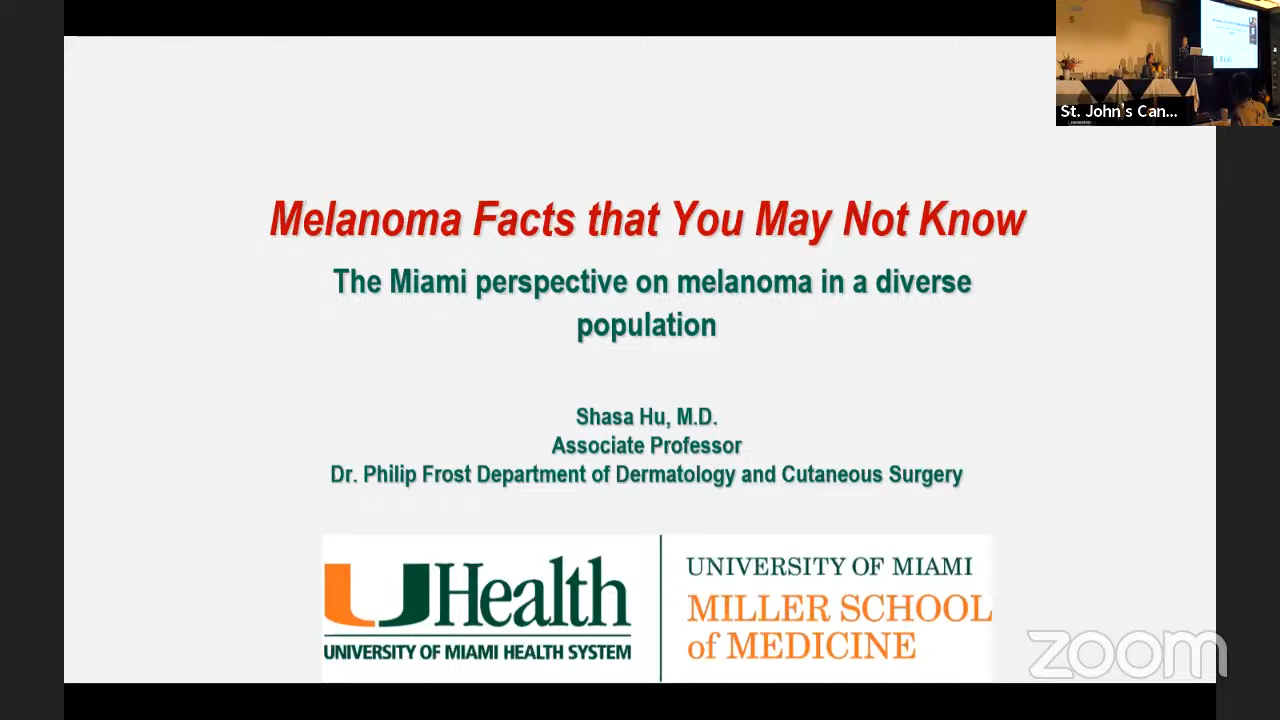 St. John's Can...
Melanoma Facts that You May Not Know
The Miami perspective on melanoma in a diverse
population
Shasa Hu, M.D.
Associate Professor
Dr. Philip Frost Department of Dermatology and Cutaneous Surgery
UHealth
UNIVERSITY OF MIAMI HEALTH SYSTEM
UNIVERSITY OF MIAMI
MILLER SCHOOL
of MEDICINE
zoom